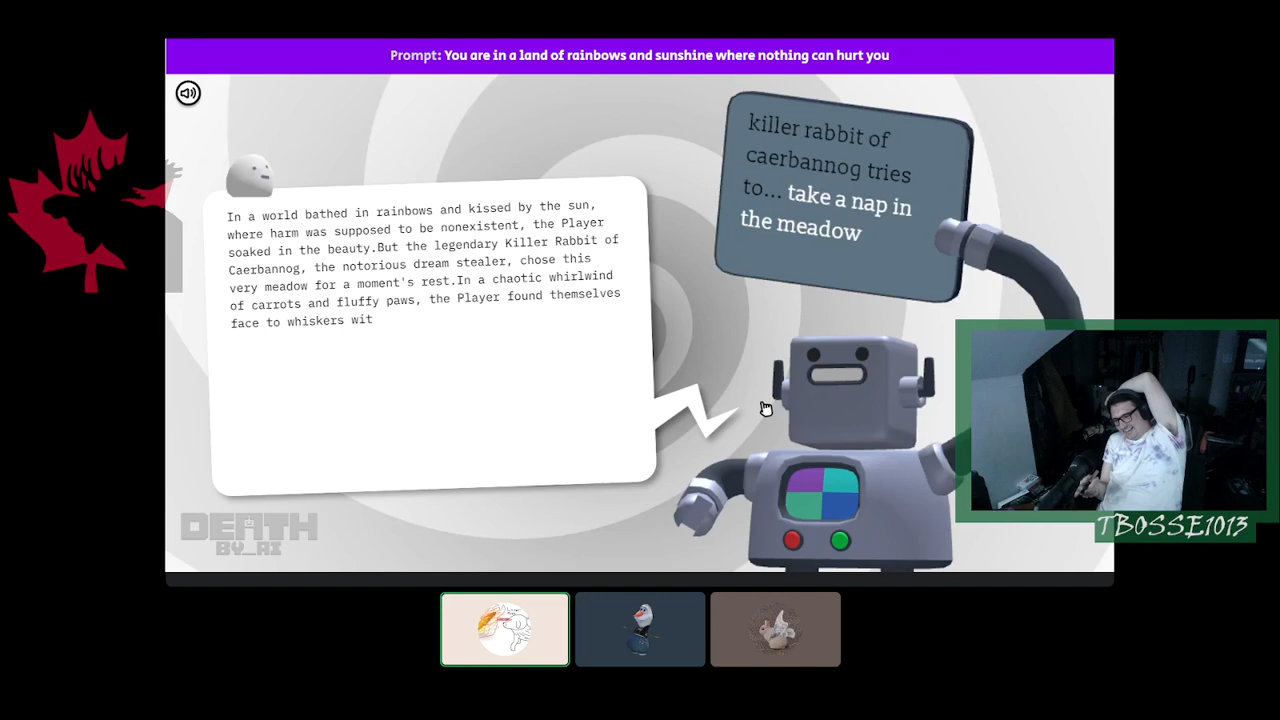 Prompt: You are in a land of rainbows and sunshine where nothing can hurt you
killer rabbit of
caerbannog tries
to... take a nap in
the meadow
In a world bathed in rainbows and kissed by the sun,
where harm was supposed to be nonexistent, the Player
soaked in the beauty.But the legendary Killer Rabbit of
Caerbannog, the notorious dream stealer, chose this
very meadow for a moment's rest.In a chaotic whirlwind
of carrots and fluffy paws, the Player found themselves
face to whiskers wit
DEATH
BY_AI
TBOSSE1013